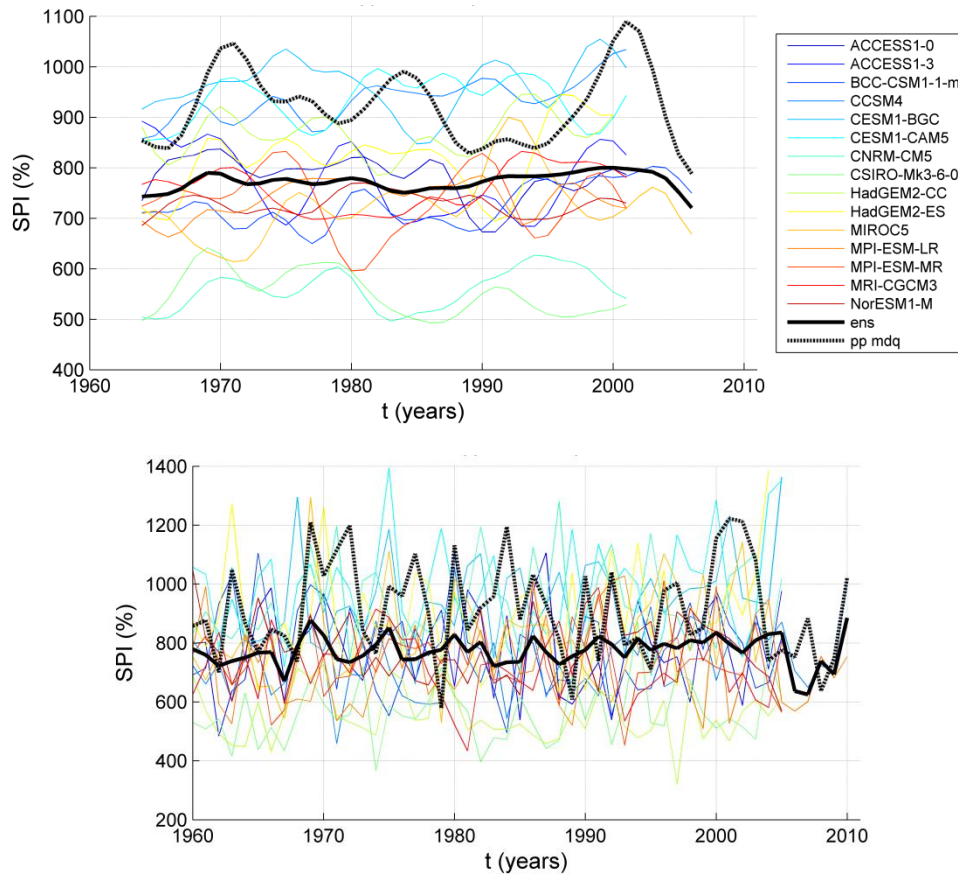 1100
1000
900
800
700
600
500
400
SPI (%)
1960
1970
1980
1990
2000
2010
t (years)
ACCESS1-0
ACCESS1-3
BCC-CSM1-1-m
CCSM4
CESM1-BGC
CESM1-CAM5
CNRM-CM5
CSIRO-Mk3-6-0
HadGEM2-CC
HadGEM2-ES
MIROC5
MPI-ESM-LR
MPI-ESM-MR
MRI-CGCM3
NorESM1-M
ens
pp mdq
1400
1200
1000
800
600
400
200
SPI (%)
1960
1970
1980
1990
2000
2010
t (years)